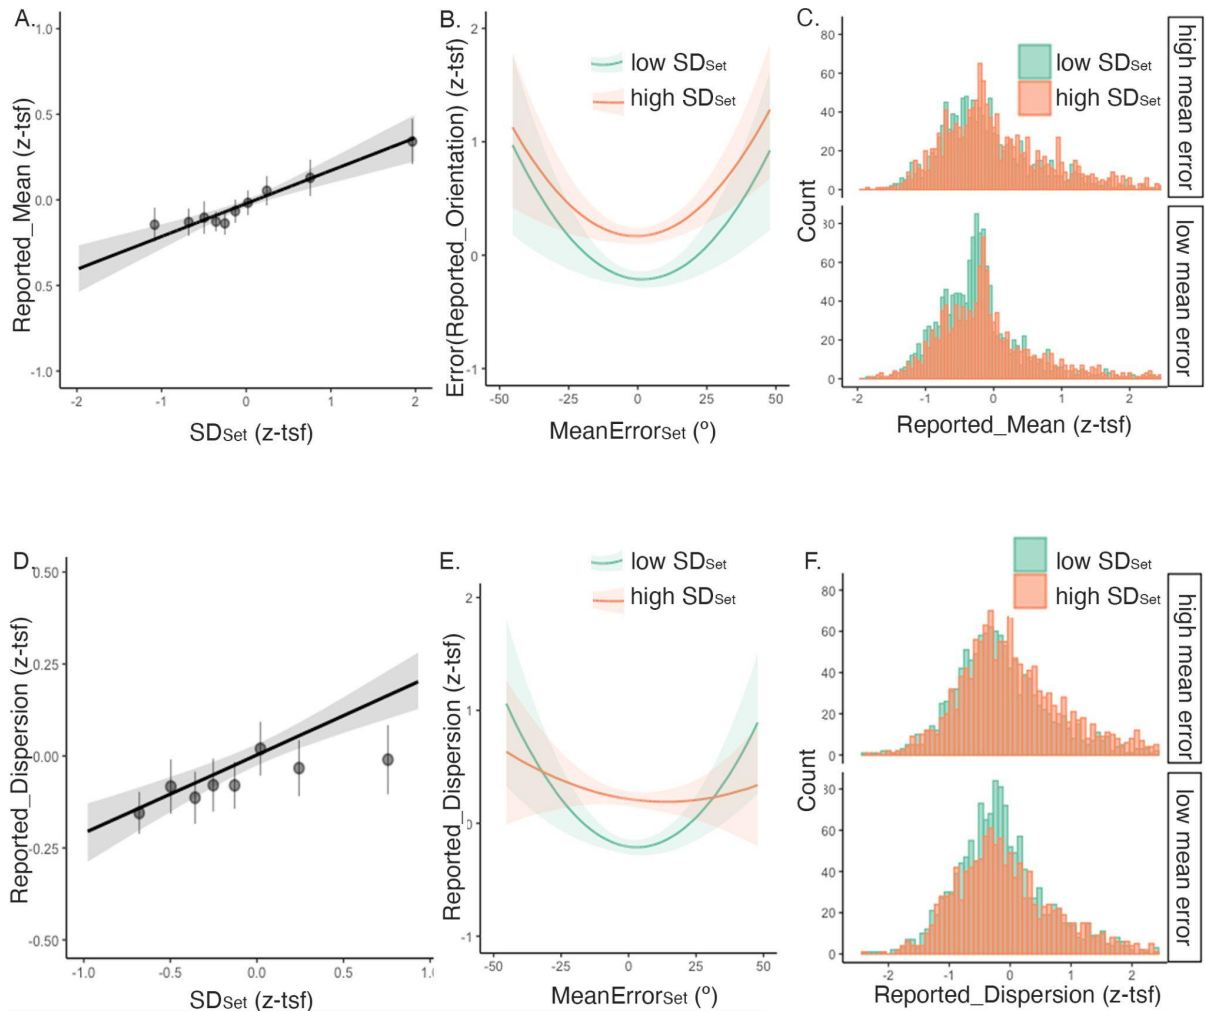 A.
1.0
0.5
0.0
0.5
-1.0
Reported_Mean (z-tsf)
-2 -1 0 1 2
SDSet (z-tsf)
B.
2
1
0
-1
Error(Reported_Orientation) (z-tsf)
low SDSet
high SDSet
-50 -25 0 25 50
MeanErrorSet (º)
C.
80
60
40
20
0
30
60
40
20
0
Count
low SDSet
high SDSet
high mean error
low mean error
-2 -1 0 1 2
Reported_Mean (z-tsf)
D.
0.50
0.25
0.00
-0.25
-0.50
Reported_Dispersion (z-tsf)
-1.0 -0.5 0.0 0.5 1.0
SDSet (z-tsf)
E.
2
1
0
-1
Reported_Dispersion (z-tsf)
low SDSet
high SDSet
-50 -25 0 25 50
MeanErrorSet (º)
F.
80
60
40
20
0
30
60
40
20
0
Count
low SDSet
high SDSet
high mean error
low mean error
-2 -1 0 1 2
Reported_Dispersion (z-tsf)